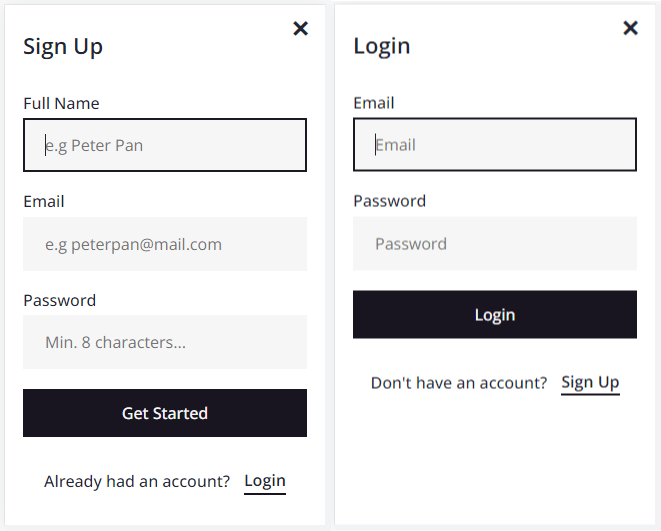 Sign Up
Full Name
e.g Peter Pan
Email
e.g peterpan@mail.com
Password
Min. 8 characters...
Get Started
Already had an account? Login
Login
Email
Email
Password
Password
Login
Don't have an account? Sign Up